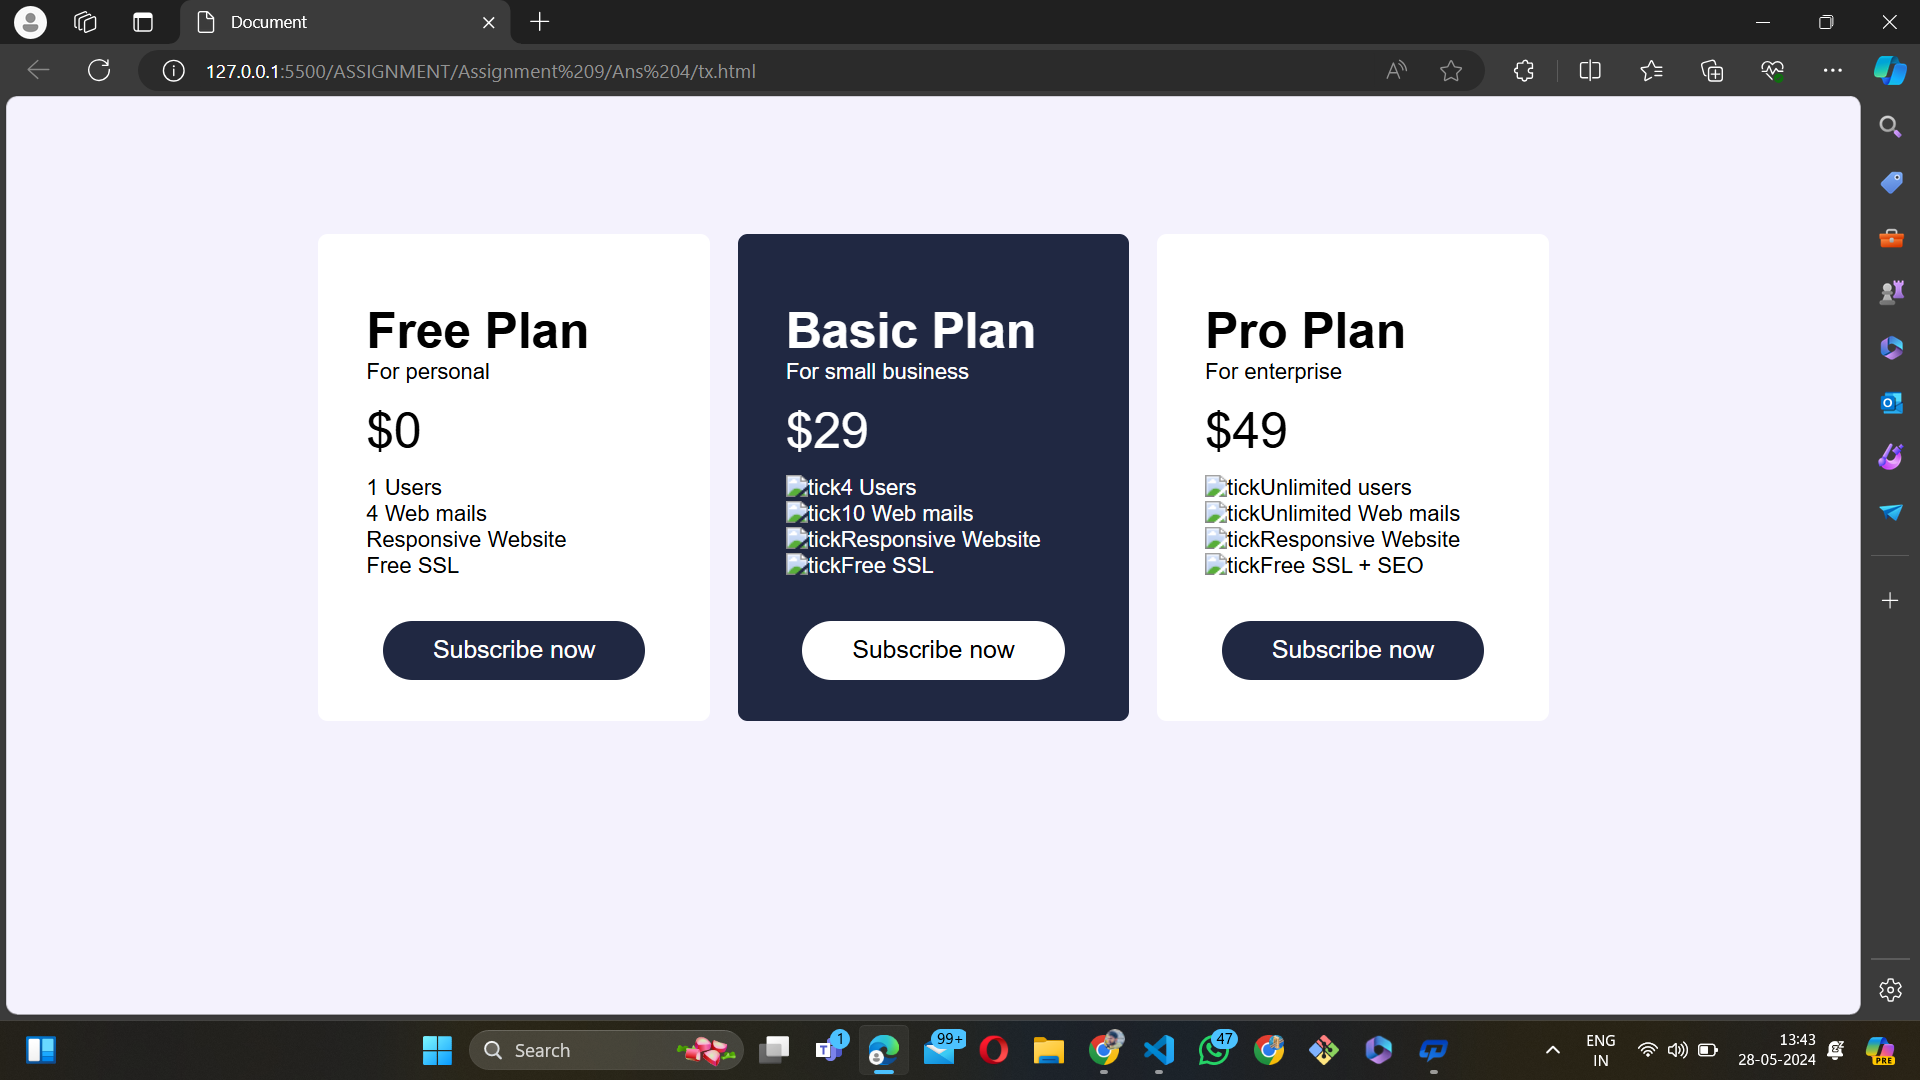 Document
127.0.0.1:5500/ASSIGNMENT/Assignment%209/Ans%204/tx.html
Free Plan
For personal
$0
1 Users
4 Web mails
Responsive Website
Free SSL
Subscribe now
Basic Plan
For small business
$29
tick4 Users
tick10 Web mails
tickResponsive Website
tickFree SSL
Subscribe now
Pro Plan
For enterprise
$49
tickUnlimited users
tickUnlimited Web mails
tickResponsive Website
tickFree SSL + SEO
Subscribe now
Search
1
99+
47
ENG
IN
13:43
28-05-2024
PRE